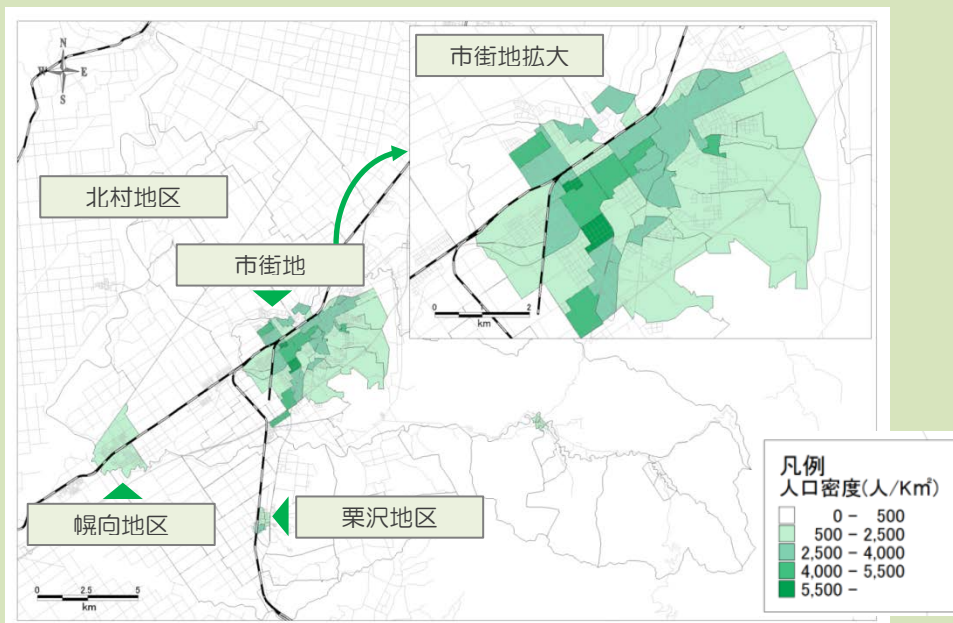 N
W E
S
市街地拡大
0 1 2
km
北村地区
市街地
幌向地区
栗沢地区
0 2.5 5
km
凡例
人口密度(人/K㎡)
0 - 500
500 - 2,500
2,500 - 4,000
4,000 - 5,500
5,500 -